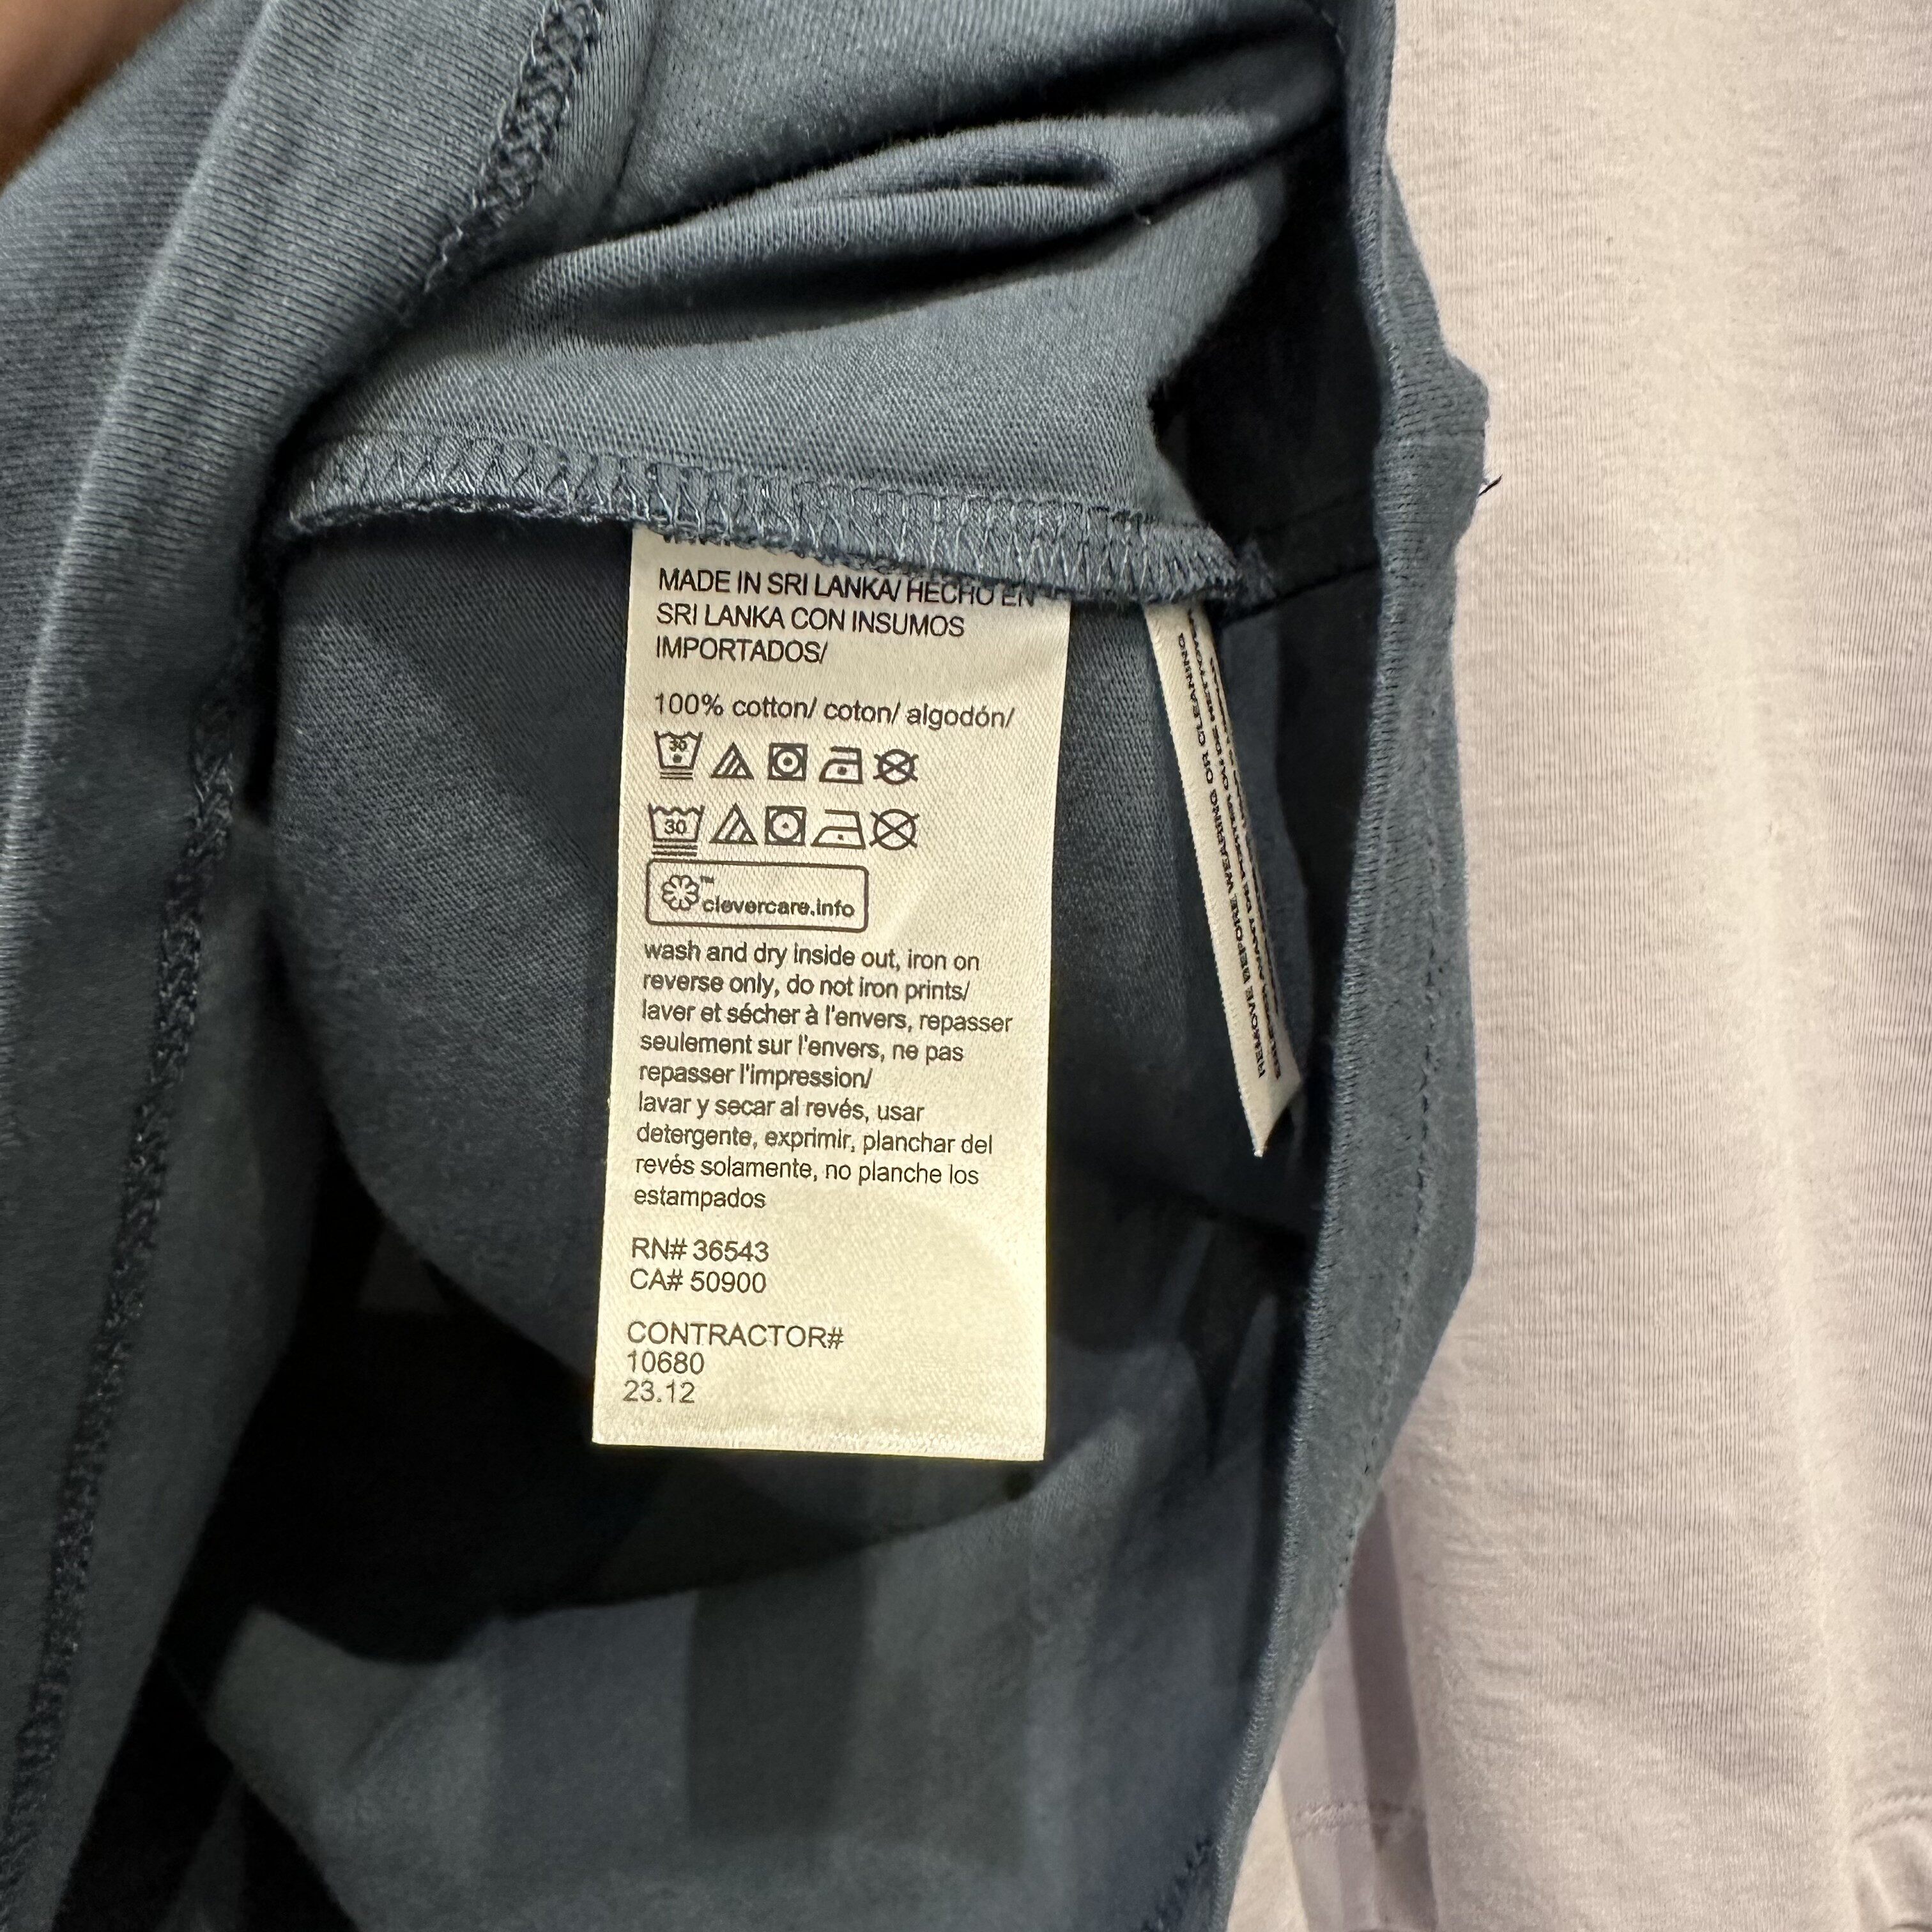 MADE IN SRI LANKA/ HECHO EN
SRI LANKA CON INSUMOS
IMPORTADOS/
100% cotton/ coton/ algodón/
30
30
™
clevercare.info
wash and dry inside out, iron on
reverse only, do not iron prints/
laver et sécher à l'envers, repasser
seulement sur l'envers, ne pas
repasser l'impression/
lavar y secar al revés, usar
detergente, exprimir, planchar del
revés solamente, no planche los
estampados
RN# 36543
CA# 50900
CONTRACTOR#
10680
23.12
REMOVE BEFORE WEARING OR CLEANING